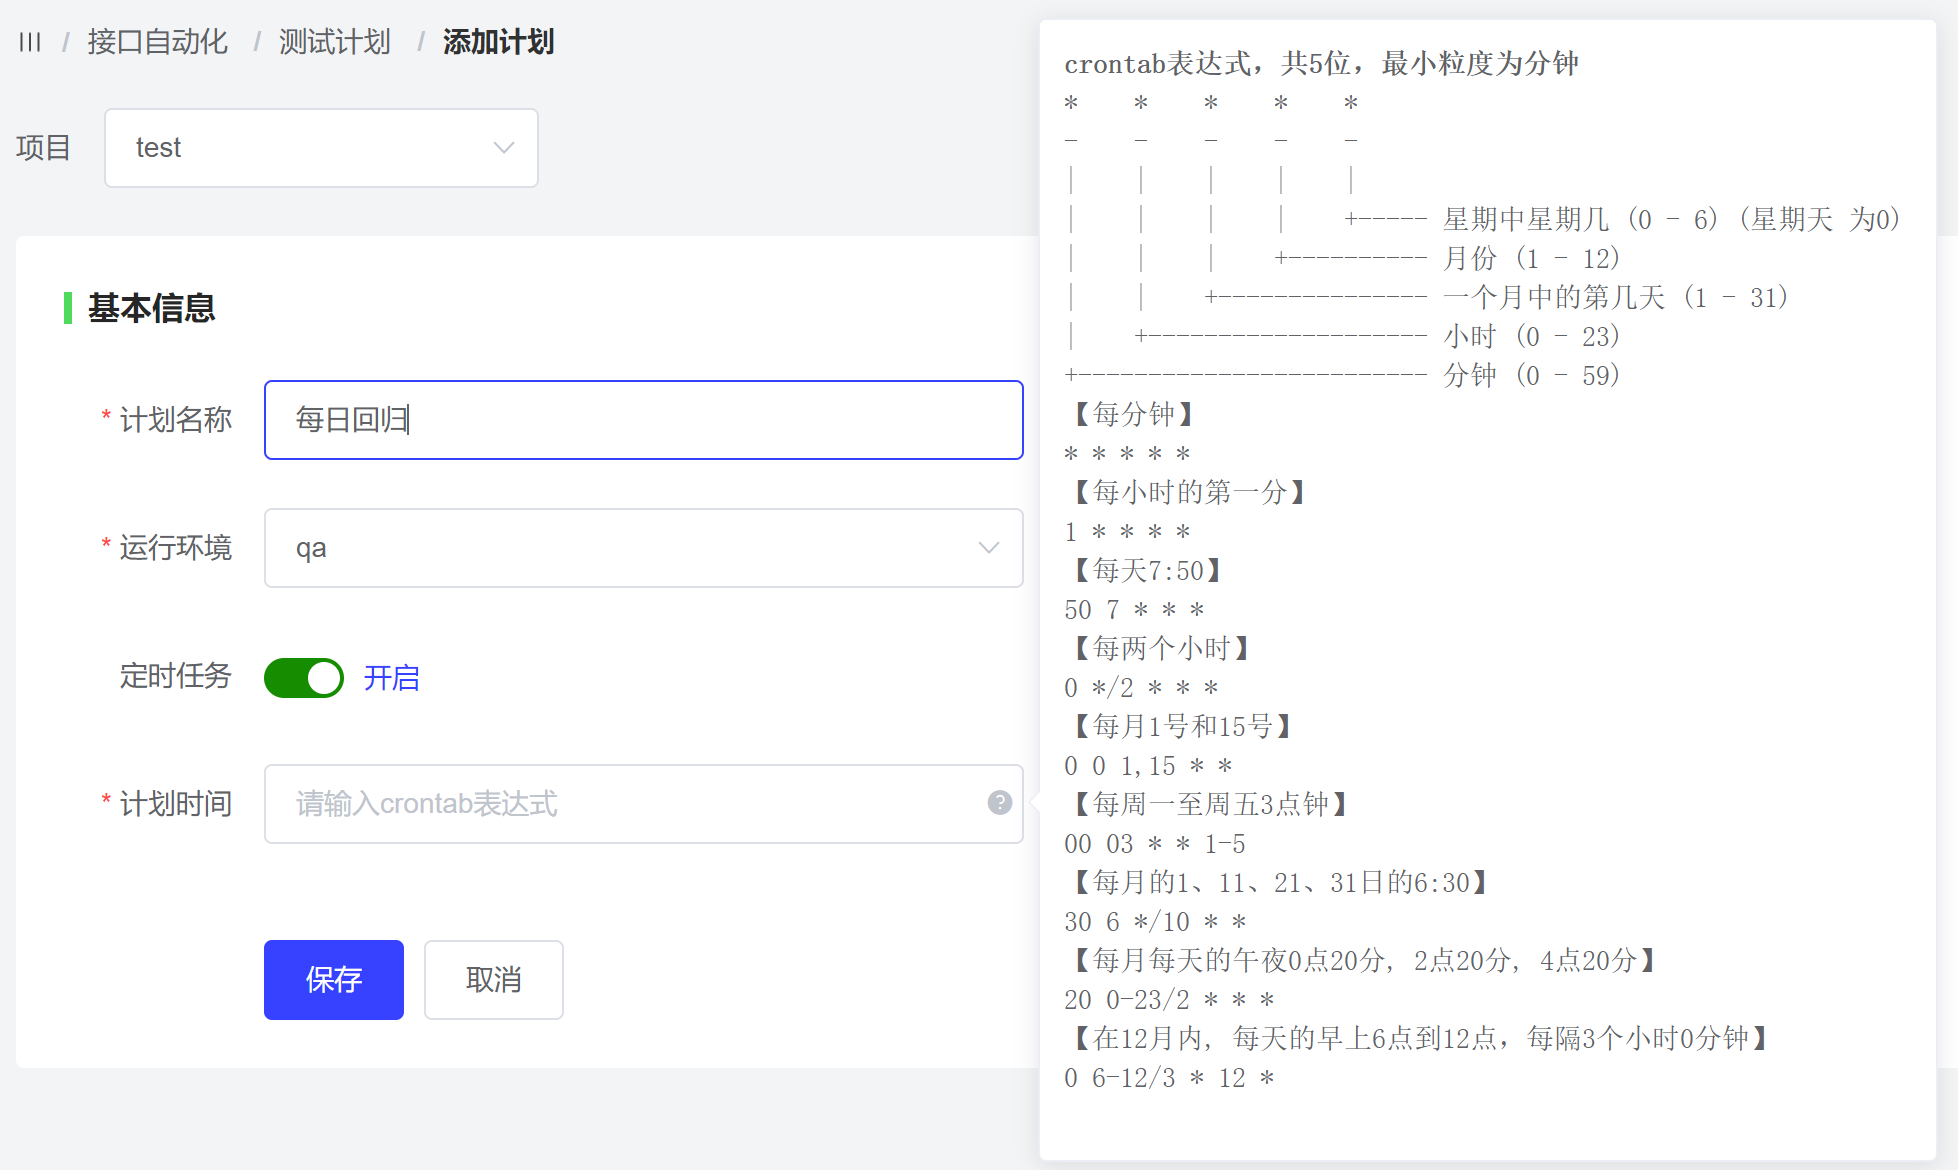 / 接口自动化 / 测试计划 / 添加计划
项目 test
基本信息
* 计划名称 每日回归
* 运行环境 qa
定时任务 开启
* 计划时间 请输入crontab表达式
保存 取消
crontab表达式，共5位，最小粒度为分钟
*    *    *    *    *
-    -    -    -    -
|    |    |    |    |
|    |    |    |    +----- 星期中星期几 (0 - 6) (星期天 为0)
|    |    |    +---------- 月份 (1 - 12)
|    |    +--------------- 一个月中的第几天 (1 - 31)
|    +-------------------- 小时 (0 - 23)
+------------------------- 分钟 (0 - 59)
【每分钟】
* * * * *
【每小时的第一分】
1 * * * *
【每天7:50】
50 7 * * *
【每两个小时】
0 */2 * * *
【每月1号和15号】
0 0 1,15 * *
【每周一至周五3点钟】
00 03 * * 1-5
【每月的1、11、21、31日的6:30】
30 6 */10 * *
【每月每天的午夜0点20分, 2点20分, 4点20分】
20 0-23/2 * * *
【在12月内, 每天的早上6点到12点，每隔3个小时0分钟】
0 6-12/3 * 12 *